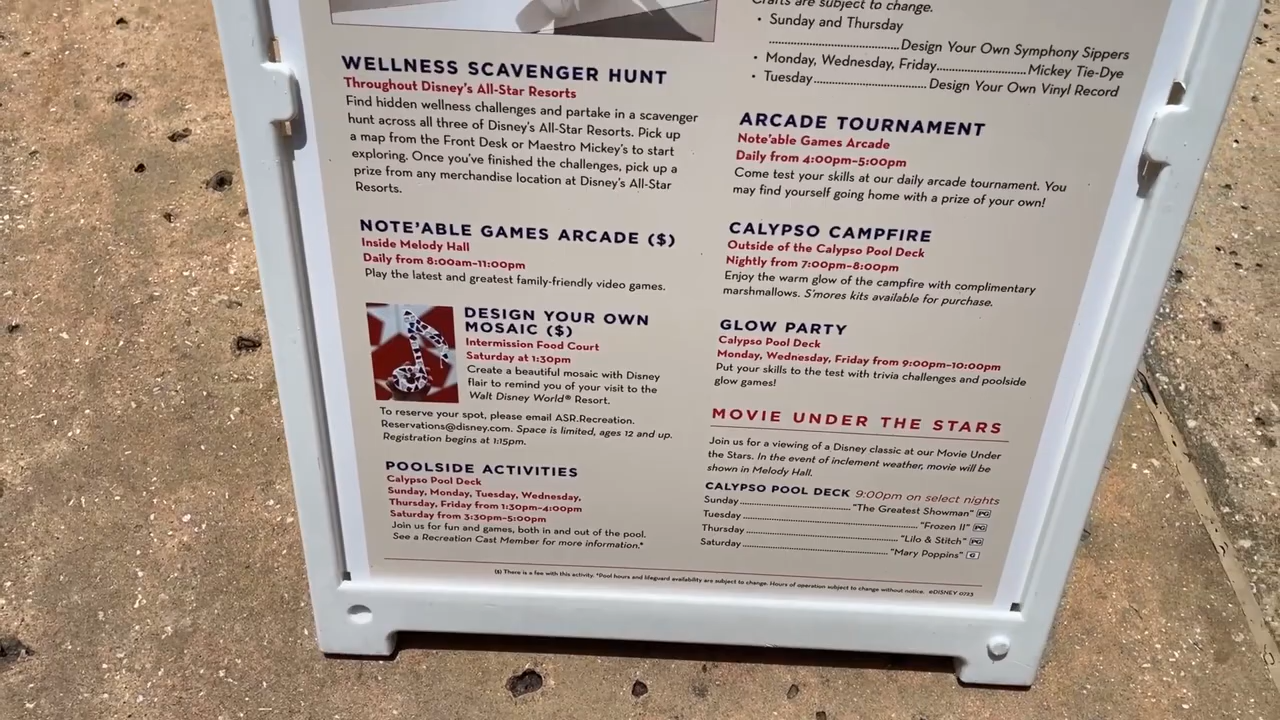 WELLNESS SCAVENGER HUNT
Throughout Disney's All-Star Resorts
Find hidden wellness challenges and partake in a scavenger
hunt across all three of Disney's All-Star Resorts. Pick up
a map from the Front Desk or Maestro Mickey's to start
exploring. Once you've finished the challenges, pick up a
prize from any merchandise location at Disney's All-Star
Resorts.
NOTE'ABLE GAMES ARCADE ($)
Inside Melody Hall
Daily from 8:00am–11:00pm
Play the latest and greatest family-friendly video games.
DESIGN YOUR OWN
MOSAIC ($)
Intermission Food Court
Saturday at 1:30pm
Create a beautiful mosaic with Disney
flair to remind you of your visit to the
Walt Disney World® Resort.
To reserve your spot, please email ASR.Recreation.
Reservations@disney.com. Space is limited, ages 12 and up.
Registration begins at 1:15pm.
POOLSIDE ACTIVITIES
Calypso Pool Deck
Sunday, Monday, Tuesday, Wednesday,
Thursday, Friday from 1:30pm–4:00pm
Saturday from 3:30pm–5:00pm
Join us for fun and games, both in and out of the pool.
See a Recreation Cast Member for more information.*
Crafts are subject to change.
• Sunday and Thursday
..............................Design Your Own Symphony Sippers
• Monday, Wednesday, Friday.....................Mickey Tie-Dye
• Tuesday..........................Design Your Own Vinyl Record
ARCADE TOURNAMENT
Note'able Games Arcade
Daily from 4:00pm–5:00pm
Come test your skills at our daily arcade tournament. You
may find yourself going home with a prize of your own!
CALYPSO CAMPFIRE
Outside of the Calypso Pool Deck
Nightly from 7:00pm–8:00pm
Enjoy the warm glow of the campfire with complimentary
marshmallows. S'mores kits available for purchase.
GLOW PARTY
Calypso Pool Deck
Monday, Wednesday, Friday from 9:00pm–10:00pm
Put your skills to the test with trivia challenges and poolside
glow games!
MOVIE UNDER THE STARS
Join us for a viewing of a Disney classic at our Movie Under
the Stars. In the event of inclement weather, movie will be
shown in Melody Hall.
CALYPSO POOL DECK 9:00pm on select nights
Sunday..............................."The Greatest Showman" PG
Tuesday................................................"Frozen II" PG
Thursday..........................................."Lilo & Stitch" PG
Saturday.........................................."Mary Poppins" G
($) There is a fee with this activity. *Pool hours and lifeguard availability are subject to change. Hours of operation subject to change without notice. ©DISNEY 0723